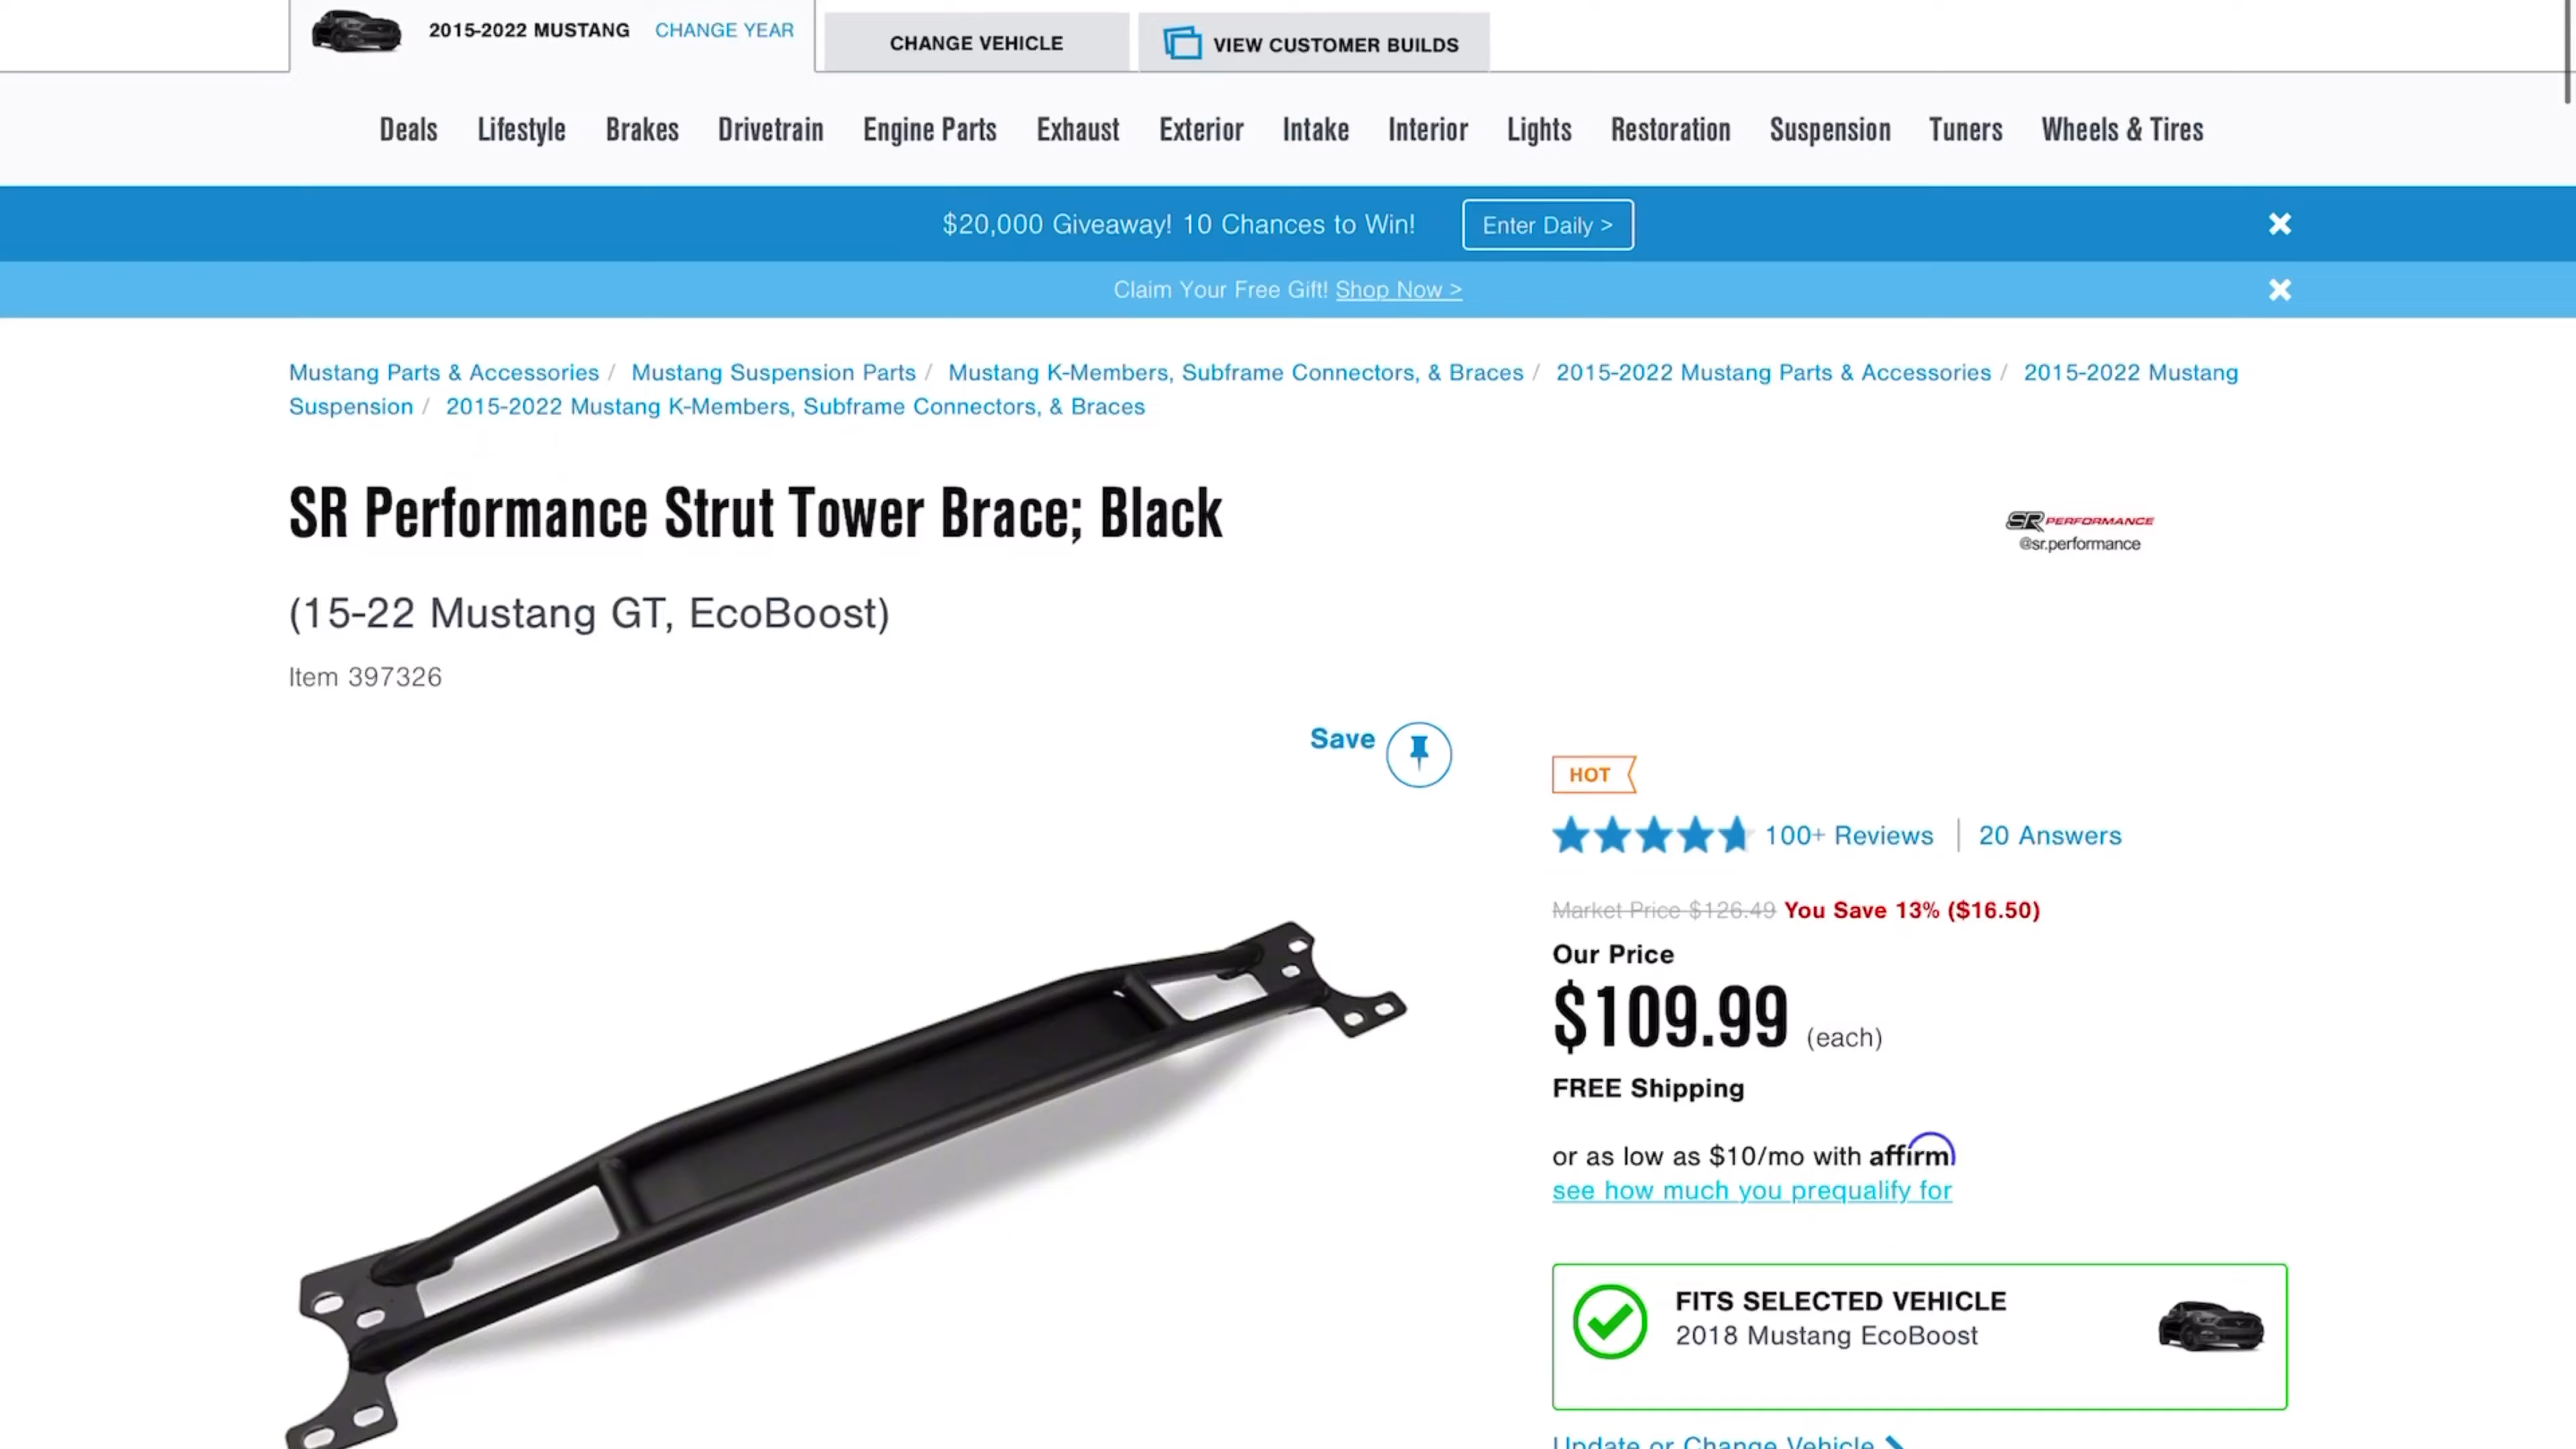 2015-2022 MUSTANG CHANGE YEAR
CHANGE VEHICLE
VIEW CUSTOMER BUILDS
Deals Lifestyle Brakes Drivetrain Engine Parts Exhaust Exterior Intake Interior Lights Restoration Suspension Tuners Wheels & Tires
$20,000 Giveaway! 10 Chances to Win! Enter Daily >
Claim Your Free Gift! Shop Now >
Mustang Parts & Accessories / Mustang Suspension Parts / Mustang K-Members, Subframe Connectors, & Braces / 2015-2022 Mustang Parts & Accessories / 2015-2022 Mustang
Suspension / 2015-2022 Mustang K-Members, Subframe Connectors, & Braces
SR Performance Strut Tower Brace; Black
SR PERFORMANCE
@sr.performance
(15-22 Mustang GT, EcoBoost)
Item 397326
Save
HOT
100+ Reviews | 20 Answers
Market Price $126.49 You Save 13% ($16.50)
Our Price
$109.99 (each)
FREE Shipping
or as low as $10/mo with affirm
see how much you prequalify for
FITS SELECTED VEHICLE
2018 Mustang EcoBoost
Update or Change Vehicle